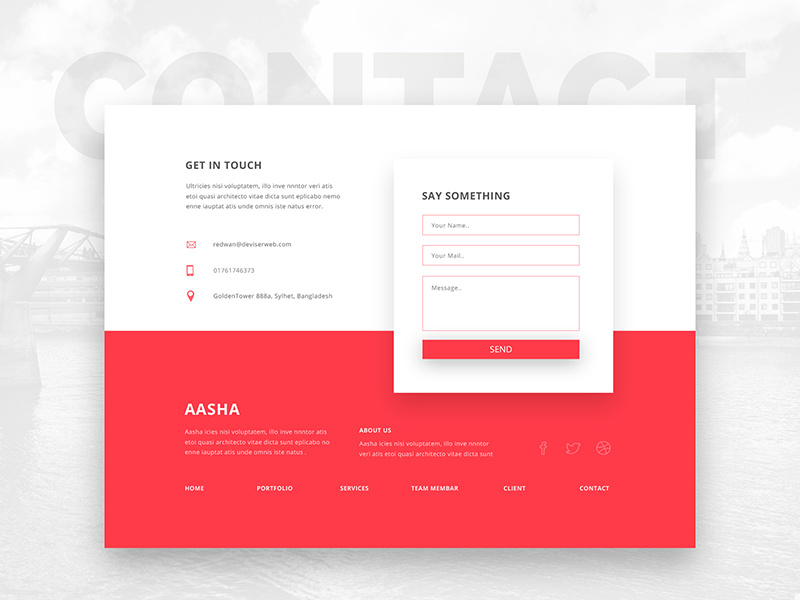 CONTACT
GET IN TOUCH
Ultricies nisi voluptatem, illo inve nnntor veri atis
etoi quasi architecto vitae dicta sunt eplicabo nemo
enne iauptat atis unde omnis iste natus error.
redwan@deviserweb.com
01761746373
GoldenTower 888a, Sylhet, Bangladesh
SAY SOMETHING
Your Name..
Your Mail..
Message..
SEND
AASHA
Aasha icies nisi voluptatem, illo inve nnntor atin
etoi quasi architecto vitae dicta sunt eplicabo no
enne iauptat atis unde omnis iste natus .
ABOUT US
Aasha icies nisi voluptatem, illo inve nnntor
veri atis etoi quasi architecto vitae dicta sunt
HOME PORTFOLIO SERVICES TEAM MEMBAR CLIENT CONTACT